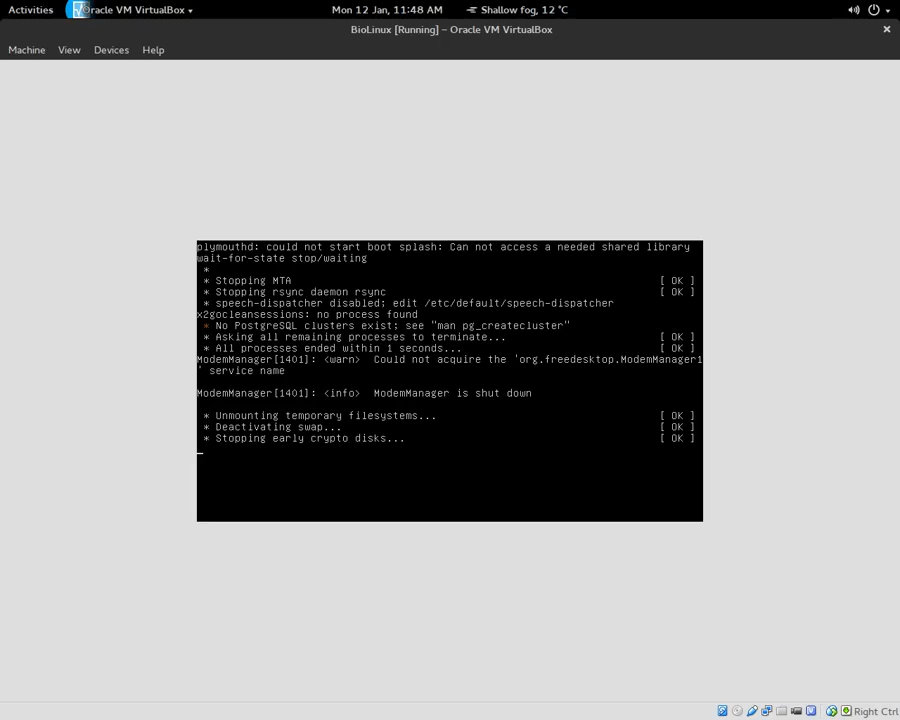 Activities
Oracle VM VirtualBox
Mon 12 Jan, 11:48 AM
Shallow fog, 12 °C
BioLinux [Running] – Oracle VM VirtualBox
Machine View Devices Help
plymouthd: could not start boot splash: Can not access a needed shared library
wait-for-state stop/waiting
*
* Stopping MTA [ OK ]
* Stopping rsync daemon rsync [ OK ]
* speech-dispatcher disabled; edit /etc/default/speech-dispatcher
x2gocleansessions: no process found
* No PostgreSQL clusters exist; see "man pg_createcluster"
* Asking all remaining processes to terminate... [ OK ]
* All processes ended within 1 seconds... [ OK ]
ModemManager[1401]: <warn>  Could not acquire the 'org.freedesktop.ModemManager1
' service name
ModemManager[1401]: <info>  ModemManager is shut down
* Unmounting temporary filesystems... [ OK ]
* Deactivating swap... [ OK ]
* Stopping early crypto disks... [ OK ]
Right Ctrl